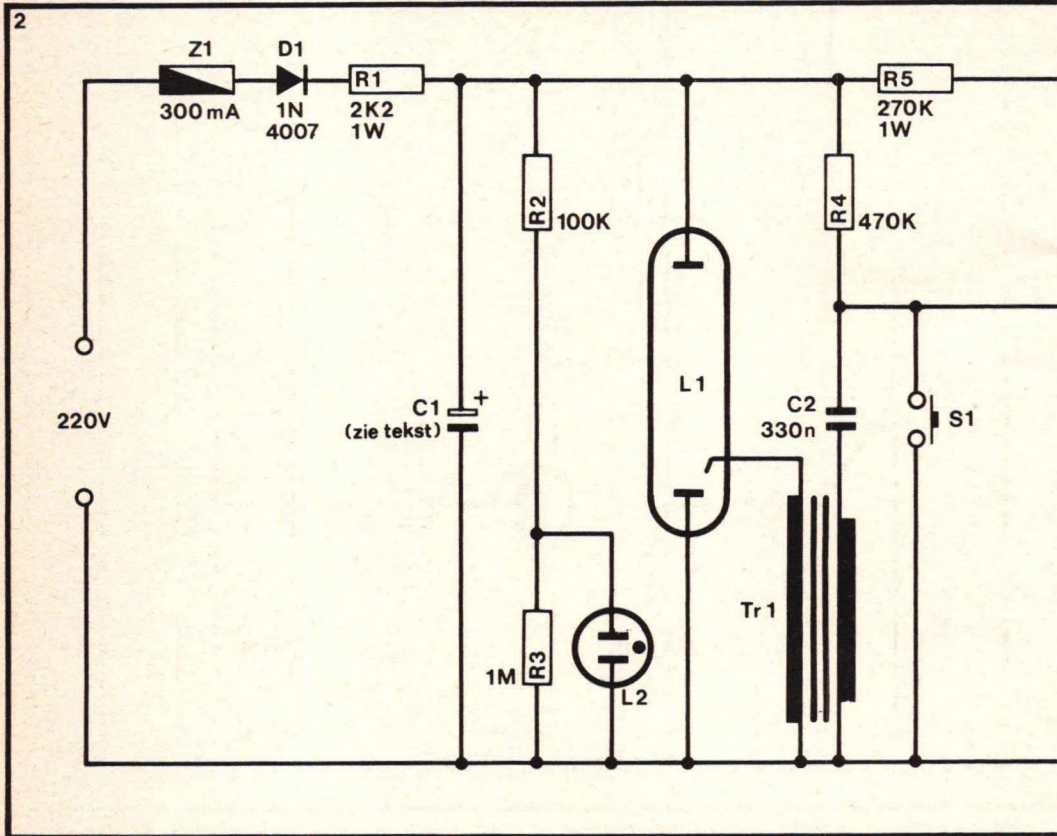 2
Z1
300 mA
D1
1N
4007
R1
2K2
1W
R5
270K
1W
R2
100K
R4
470K
L1
C1
+
(zie tekst)
C2
330n
S1
220V
Tr 1
R3
1M
L2